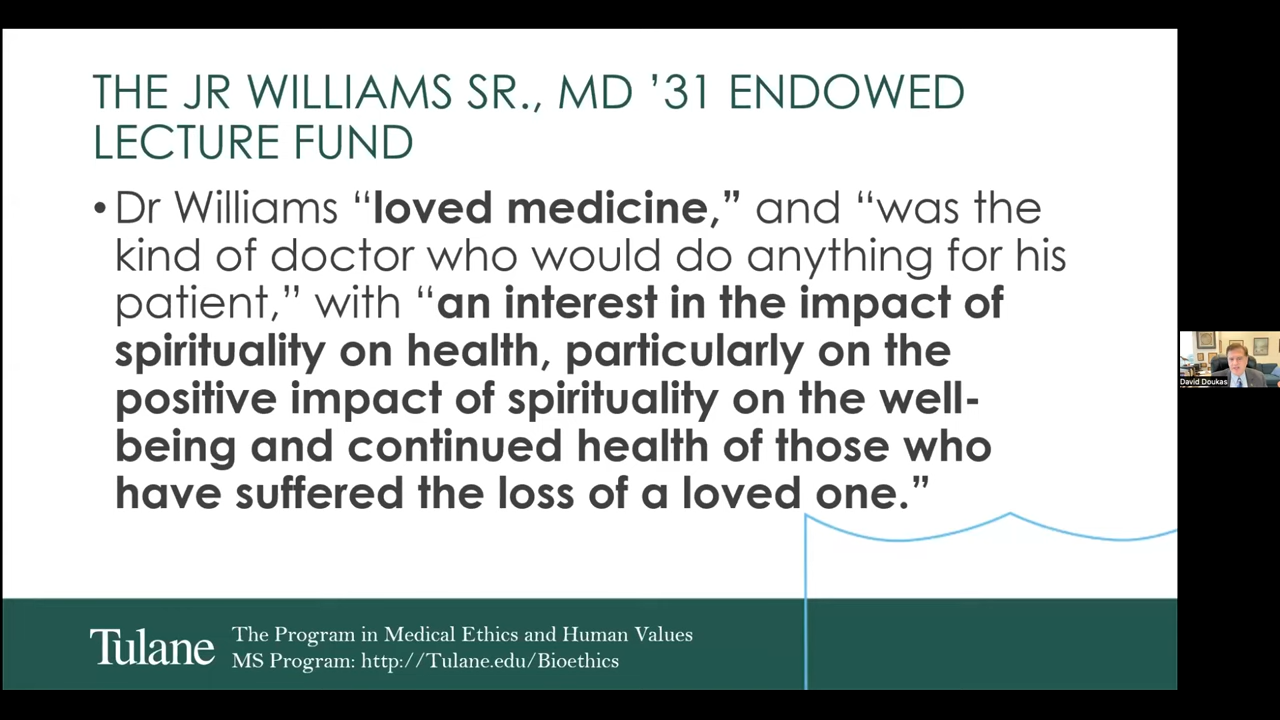 THE JR WILLIAMS SR., MD ’31 ENDOWED
LECTURE FUND
• Dr Williams “loved medicine,” and “was the
kind of doctor who would do anything for his
patient,” with “an interest in the impact of
spirituality on health, particularly on the
positive impact of spirituality on the well-
being and continued health of those who
have suffered the loss of a loved one.”
David Doukas
Tulane
The Program in Medical Ethics and Human Values
MS Program: http://Tulane.edu/Bioethics